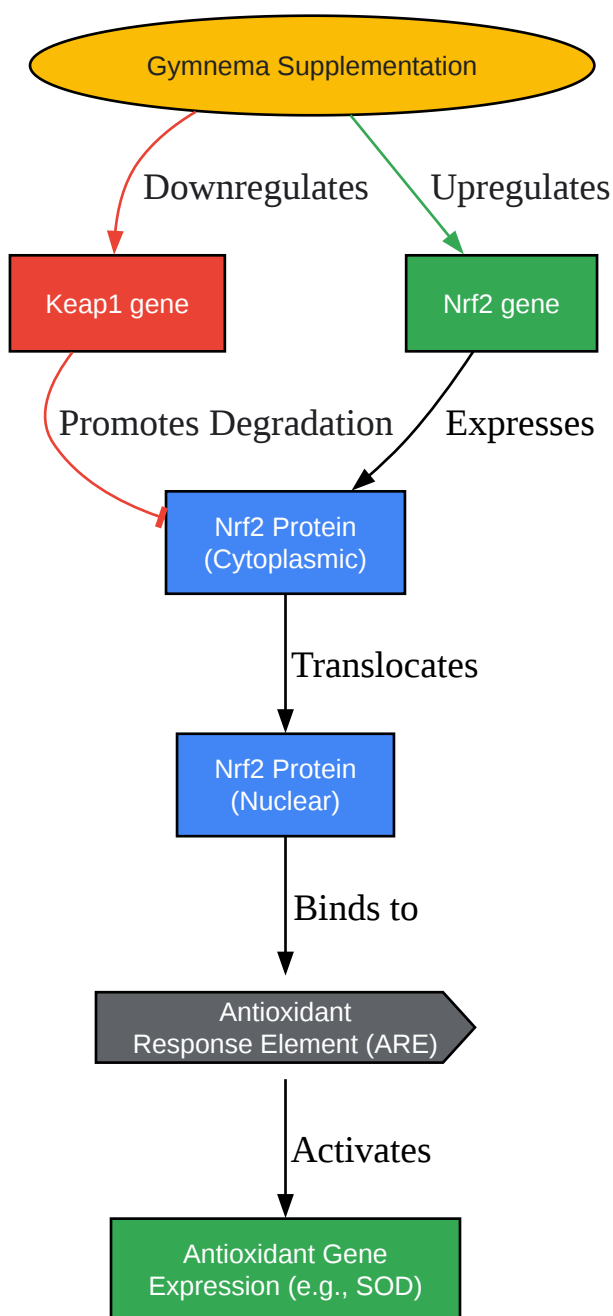 Gymnema Supplementation
Downregulates
Upregulates
Keap1 gene
Nrf2 gene
Promotes Degradation
Expresses
Nrf2 Protein
(Cytoplasmic)
Translocates
Nrf2 Protein
(Nuclear)
Binds to
Antioxidant
Response Element (ARE)
Activates
Antioxidant Gene
Expression (e.g., SOD)